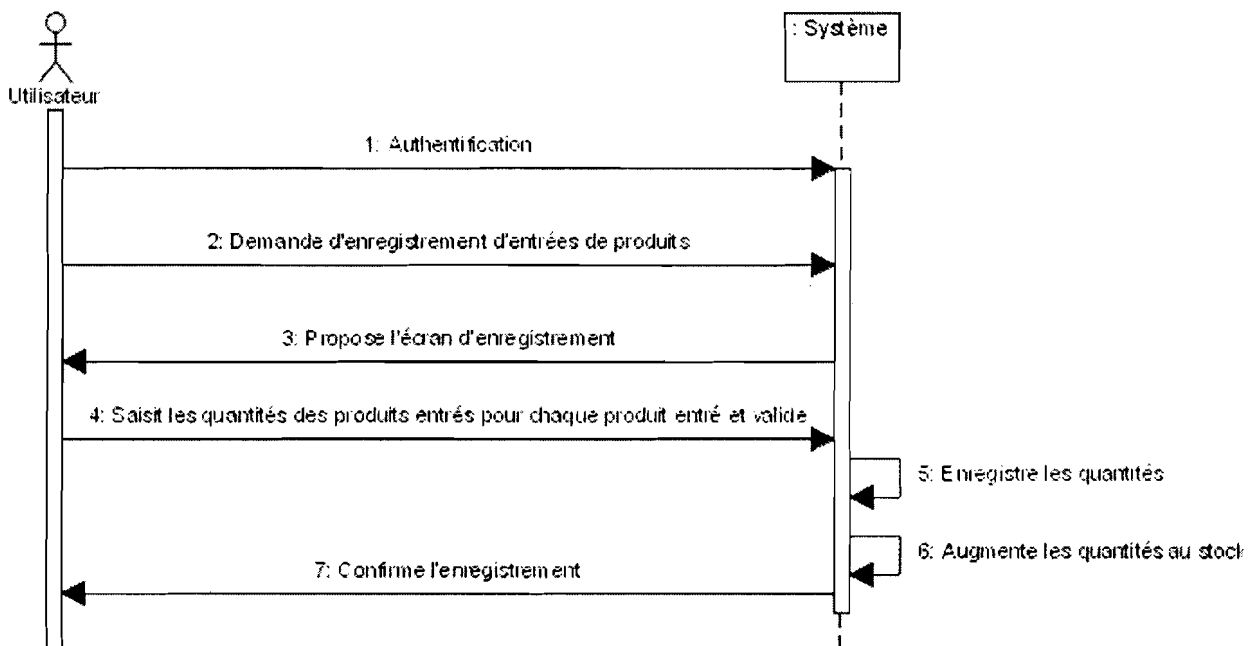 : Système
Utilisateur
1: Authentification
2: Demande d'enregistrement d'entrées de produits
3: Propose l'écran d'enregistrement
4: Saisit les quantités des produits entrés pour chaque produit entré et valide
5: Enregistre les quantités
6: Augmente les quantités au stock
7: Confirme l'enregistrement